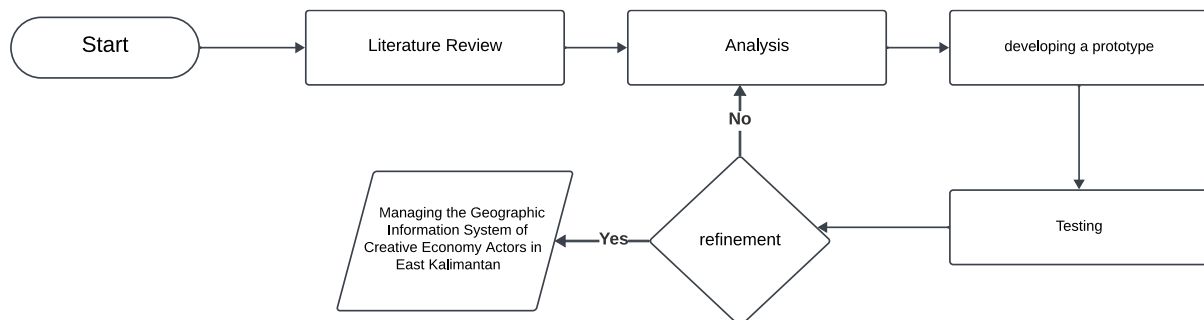 Start
Literature Review
Analysis
developing a prototype
No
Managing the Geographic
Information System of
Creative Economy Actors in
East Kalimantan
Yes
refinement
Testing